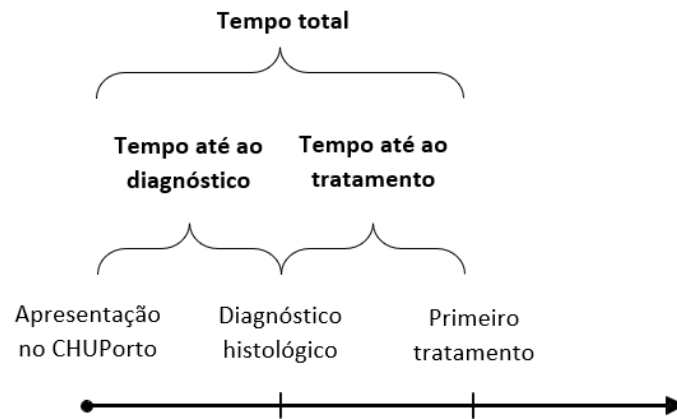 Tempo total
Tempo até ao
diagnóstico
Tempo até ao
tratamento
Apresentação
no CHUPorto
Diagnóstico
histológico
Primeiro
tratamento